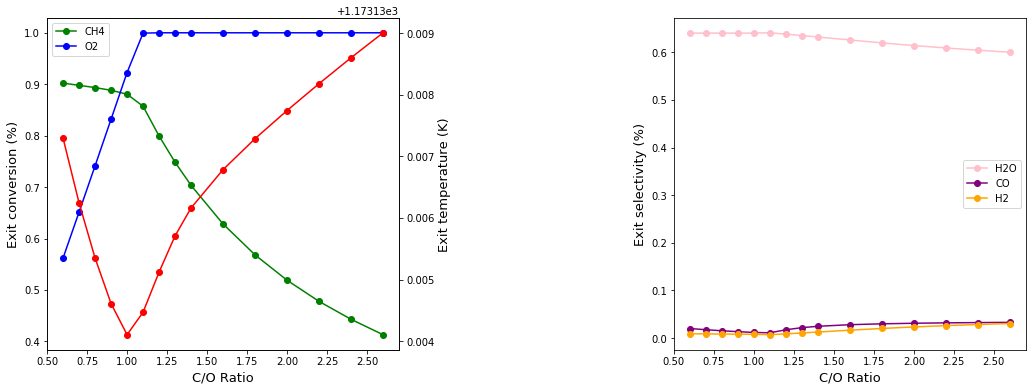 +1.17313e3
1.0
0.9
0.8
0.7
0.6
0.5
0.4
Exit conversion (%)
CH4
O2
0.009
0.008
0.007
0.006
0.005
0.004
Exit temperature (K)
0.50 0.75 1.00 1.25 1.50 1.75 2.00 2.25 2.50
C/O Ratio
0.6
0.5
0.4
0.3
0.2
0.1
0.0
Exit selectivity (%)
H2O
CO
H2
0.50 0.75 1.00 1.25 1.50 1.75 2.00 2.25 2.50
C/O Ratio